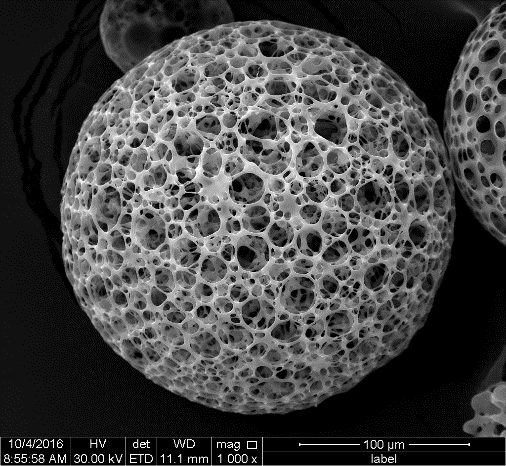 10/4/2016 HV det WD mag □ 100 µm
8:55:58 AM 30.00 kV ETD 11.1 mm 1 000 x label